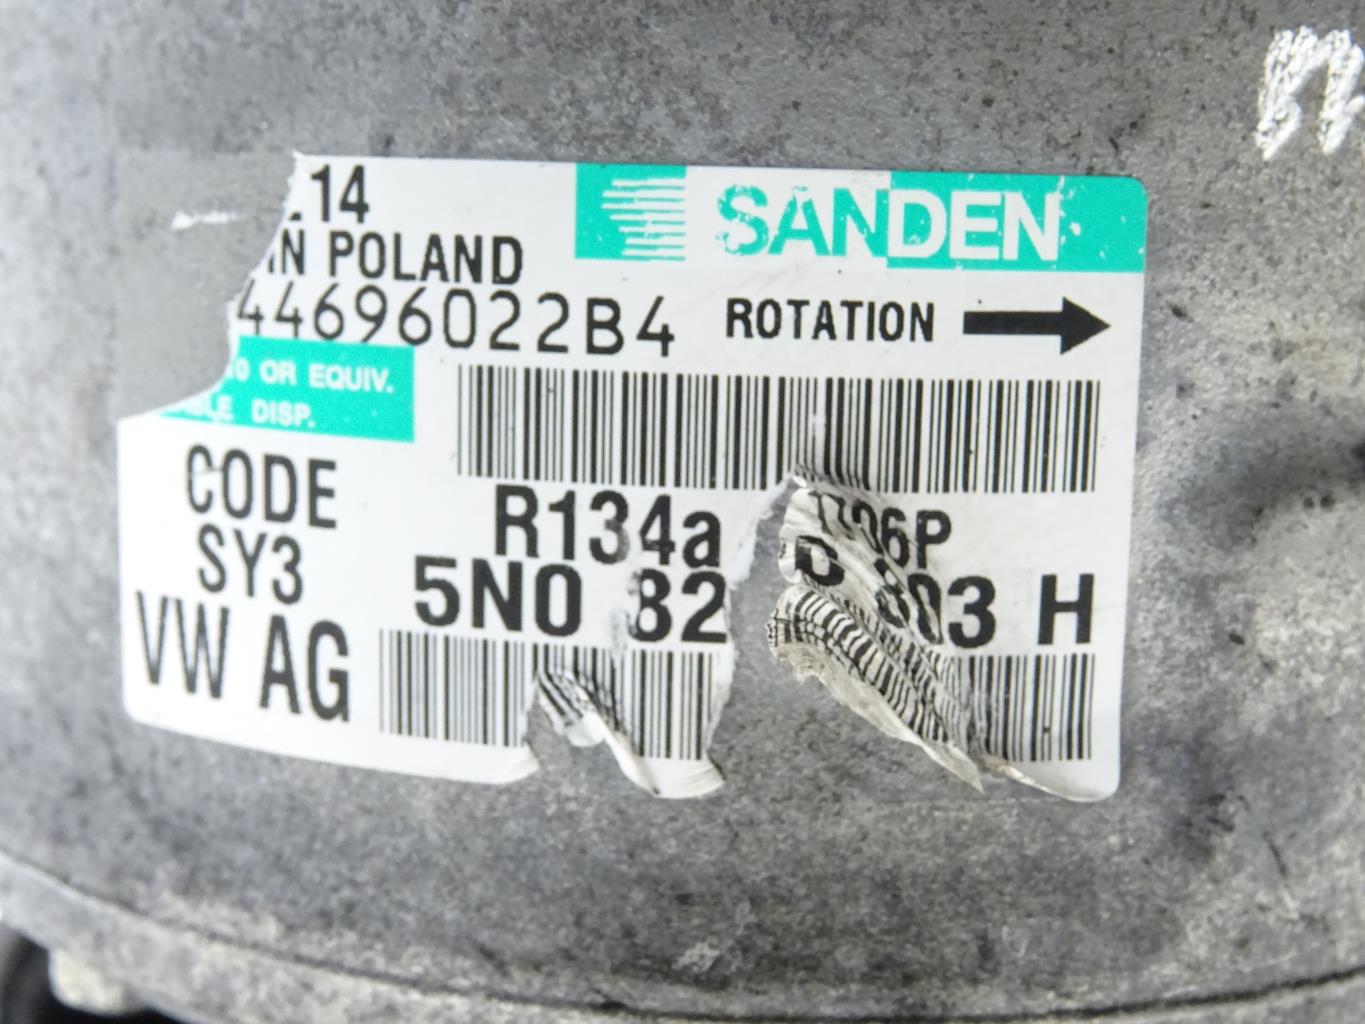 14
SANDEN
IN POLAND
44696022B4
ROTATION
OR EQUIV.
DISP.
CODE
SY3
VW AG
R134a
5N0 82
803 H